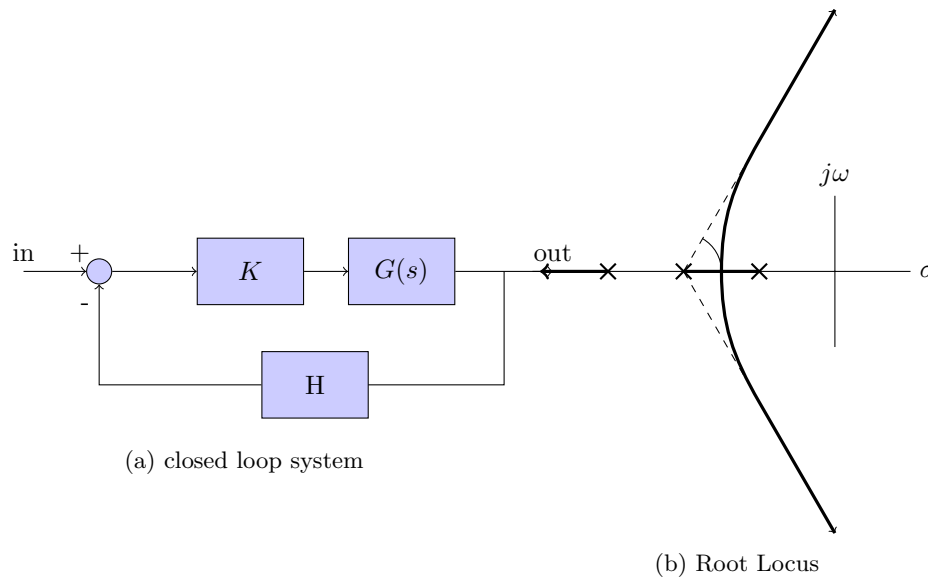 in
+
-
K
G(s)
H
out
(a) closed loop system
jω
σ
(b) Root Locus